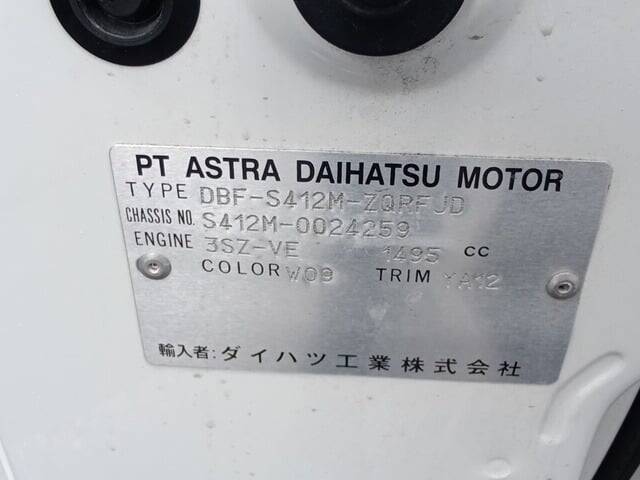 PT ASTRA DAIHATSU MOTOR
TYPE DBF-S412M-ZQRFJD
CHASSIS NO. S412M-0024259
ENGINE 3SZ-VE 1495 CC
COLOR W09 TRIM YA12
輸入者: ダイハツ工業株式会社